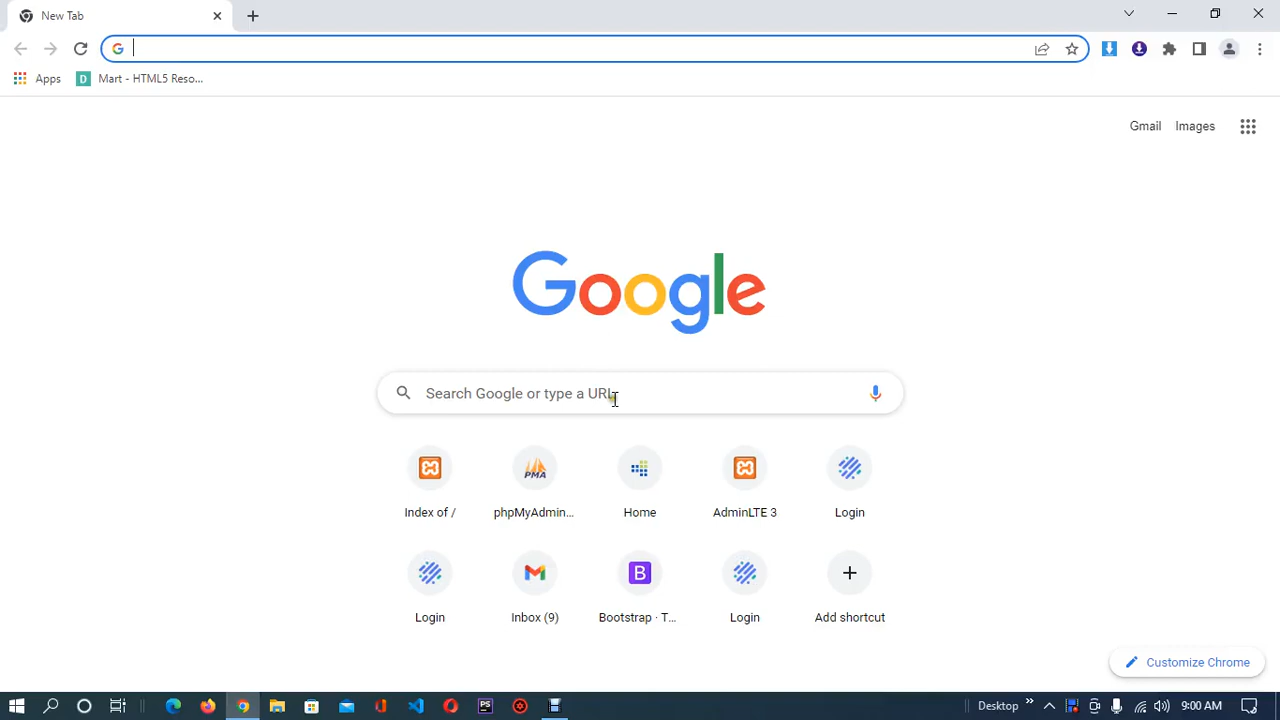 New Tab
Apps
Mart - HTML5 Reso...
Gmail Images
Google
Search Google or type a URL
Index of /
phpMyAdmin...
Home
AdminLTE 3
Login
Login
Inbox (9)
Bootstrap · T...
Login
Add shortcut
Customize Chrome
Desktop
9:00 AM